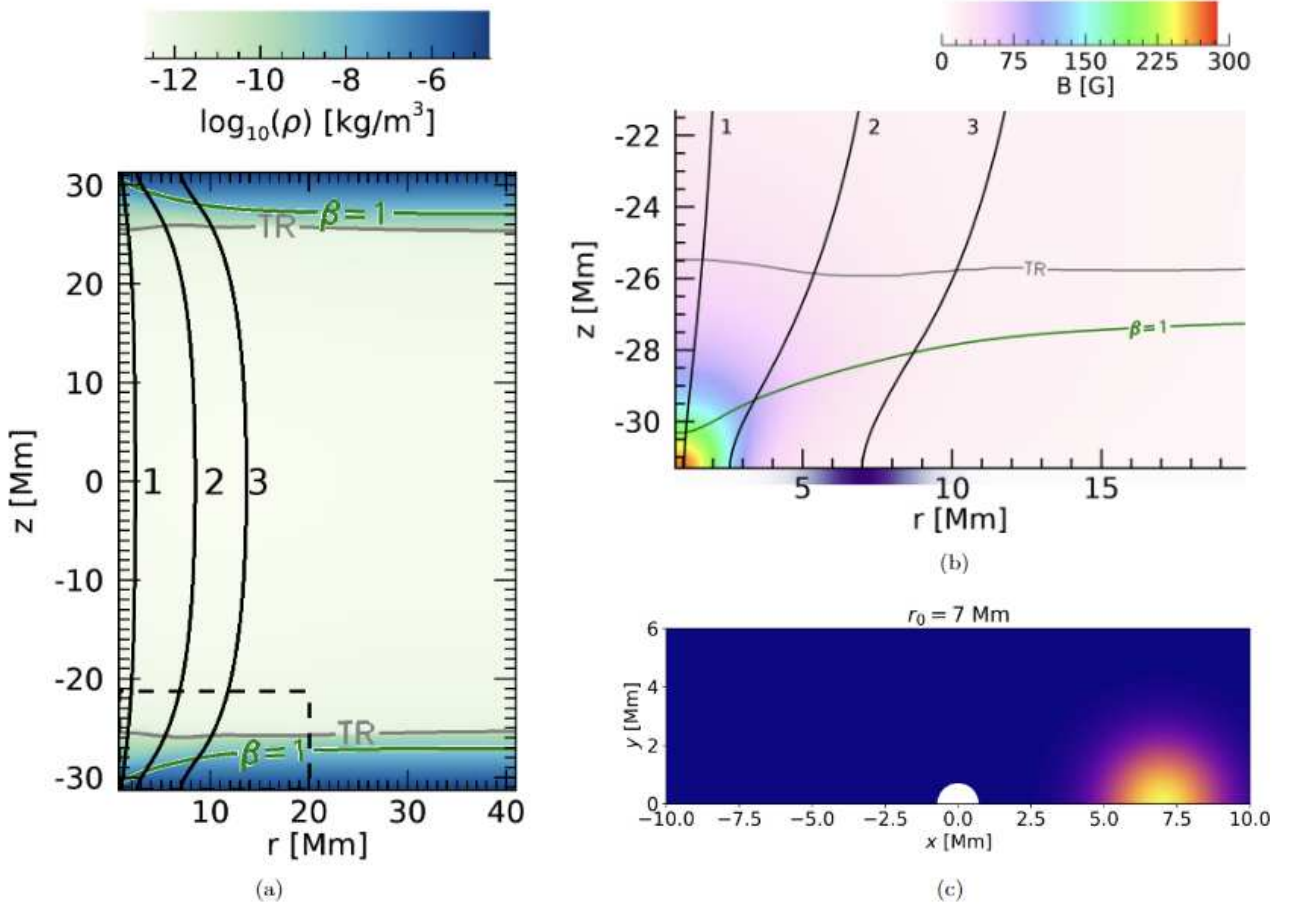 -12 -10 -8 -6
log10(ρ) [kg/m3]
30
20
10
0
-10
-20
-30
z [Mm]
β=1
TR
1 2 3
TR
β=1
10 20 30 40
r [Mm]
(a)
0 75 150 225 300
B [G]
-22
-24
-26
-28
-30
z [Mm]
1 2 3
TR
β=1
5 10 15
r [Mm]
(b)
r0 = 7 Mm
6
4
2
0
y [Mm]
−10.0 −7.5 −5.0 −2.5 0.0 2.5 5.0 7.5 10.0
x [Mm]
(c)